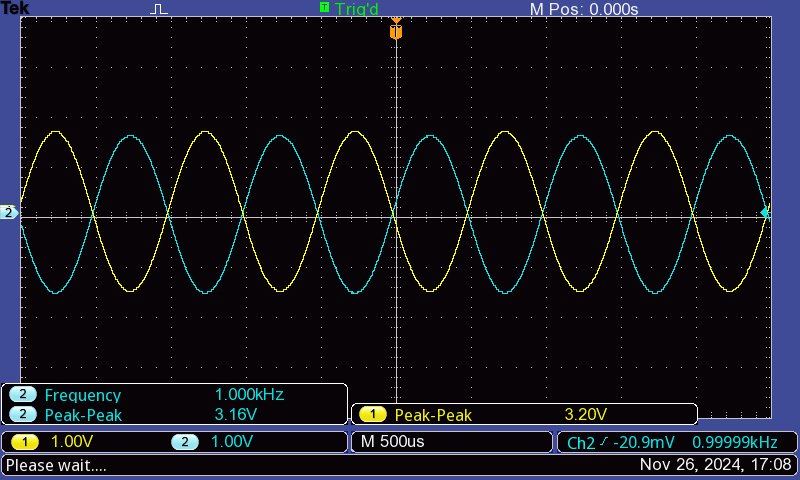 Tek T Trig'd M Pos: 0.000s
T
2
2 Frequency 1.000kHz
2 Peak-Peak 3.16V 1 Peak-Peak 3.20V
1 1.00V 2 1.00V M 500us Ch2 -20.9mV 0.99999kHz
Please wait.... Nov 26, 2024, 17:08